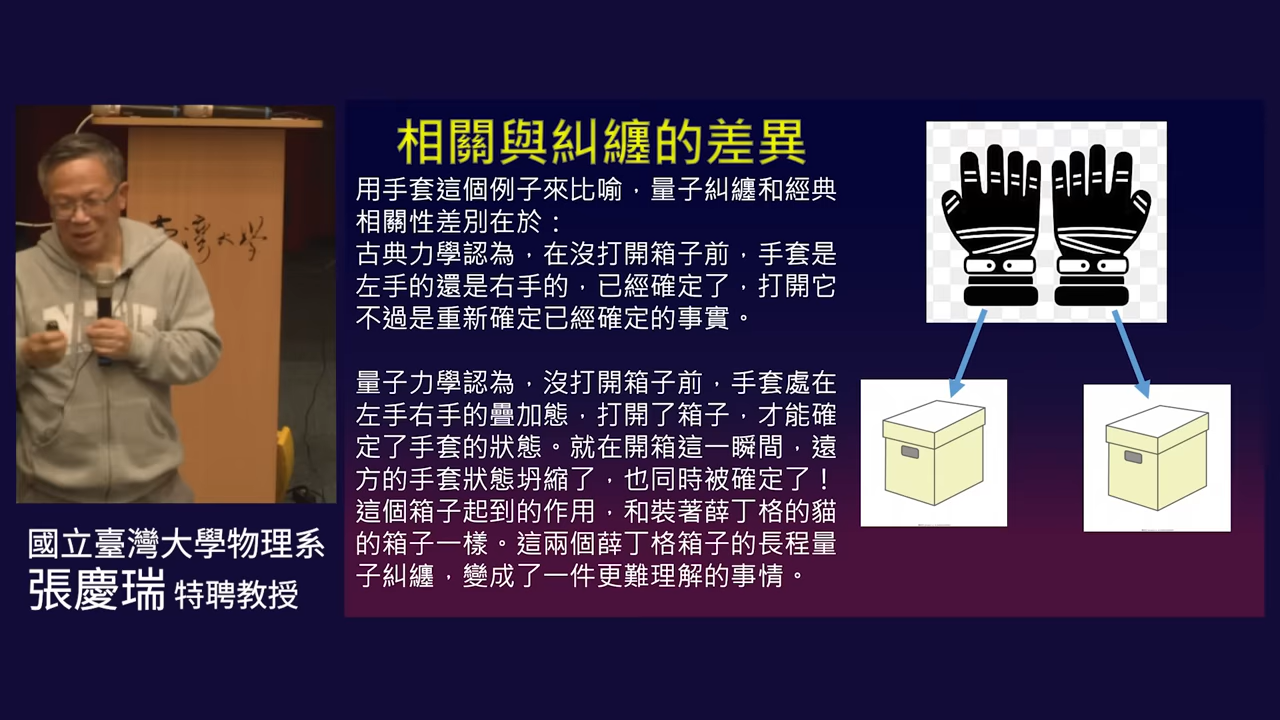 相關與糾纏的差異
用手套這個例子來比喻，量子糾纏和經典
相關性差別在於：
古典力學認為，在沒打開箱子前，手套是
左手的還是右手的，已經確定了，打開它
不過是重新確定已經確定的事實。
量子力學認為，沒打開箱子前，手套處在
左手右手的疊加態，打開了箱子，才能確
定了手套的狀態。就在開箱這一瞬間，遠
方的手套狀態坍縮了，也同時被確定了！
這個箱子起到的作用，和裝著薛丁格的貓
的箱子一樣。這兩個薛丁格箱子的長程量
子糾纏，變成了一件更難理解的事情。
臺灣大學
國立臺灣大學物理系
張慶瑞 特聘教授